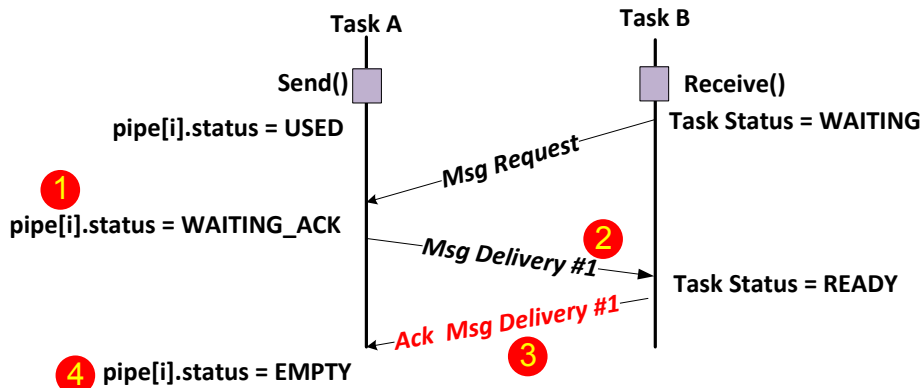 Task A
Task B
Send()
Receive()
pipe[i].status = USED
Task Status = WAITING
Msg Request
1
pipe[i].status = WAITING_ACK
Msg Delivery #1
2
Task Status = READY
Ack Msg Delivery #1
3
4
pipe[i].status = EMPTY